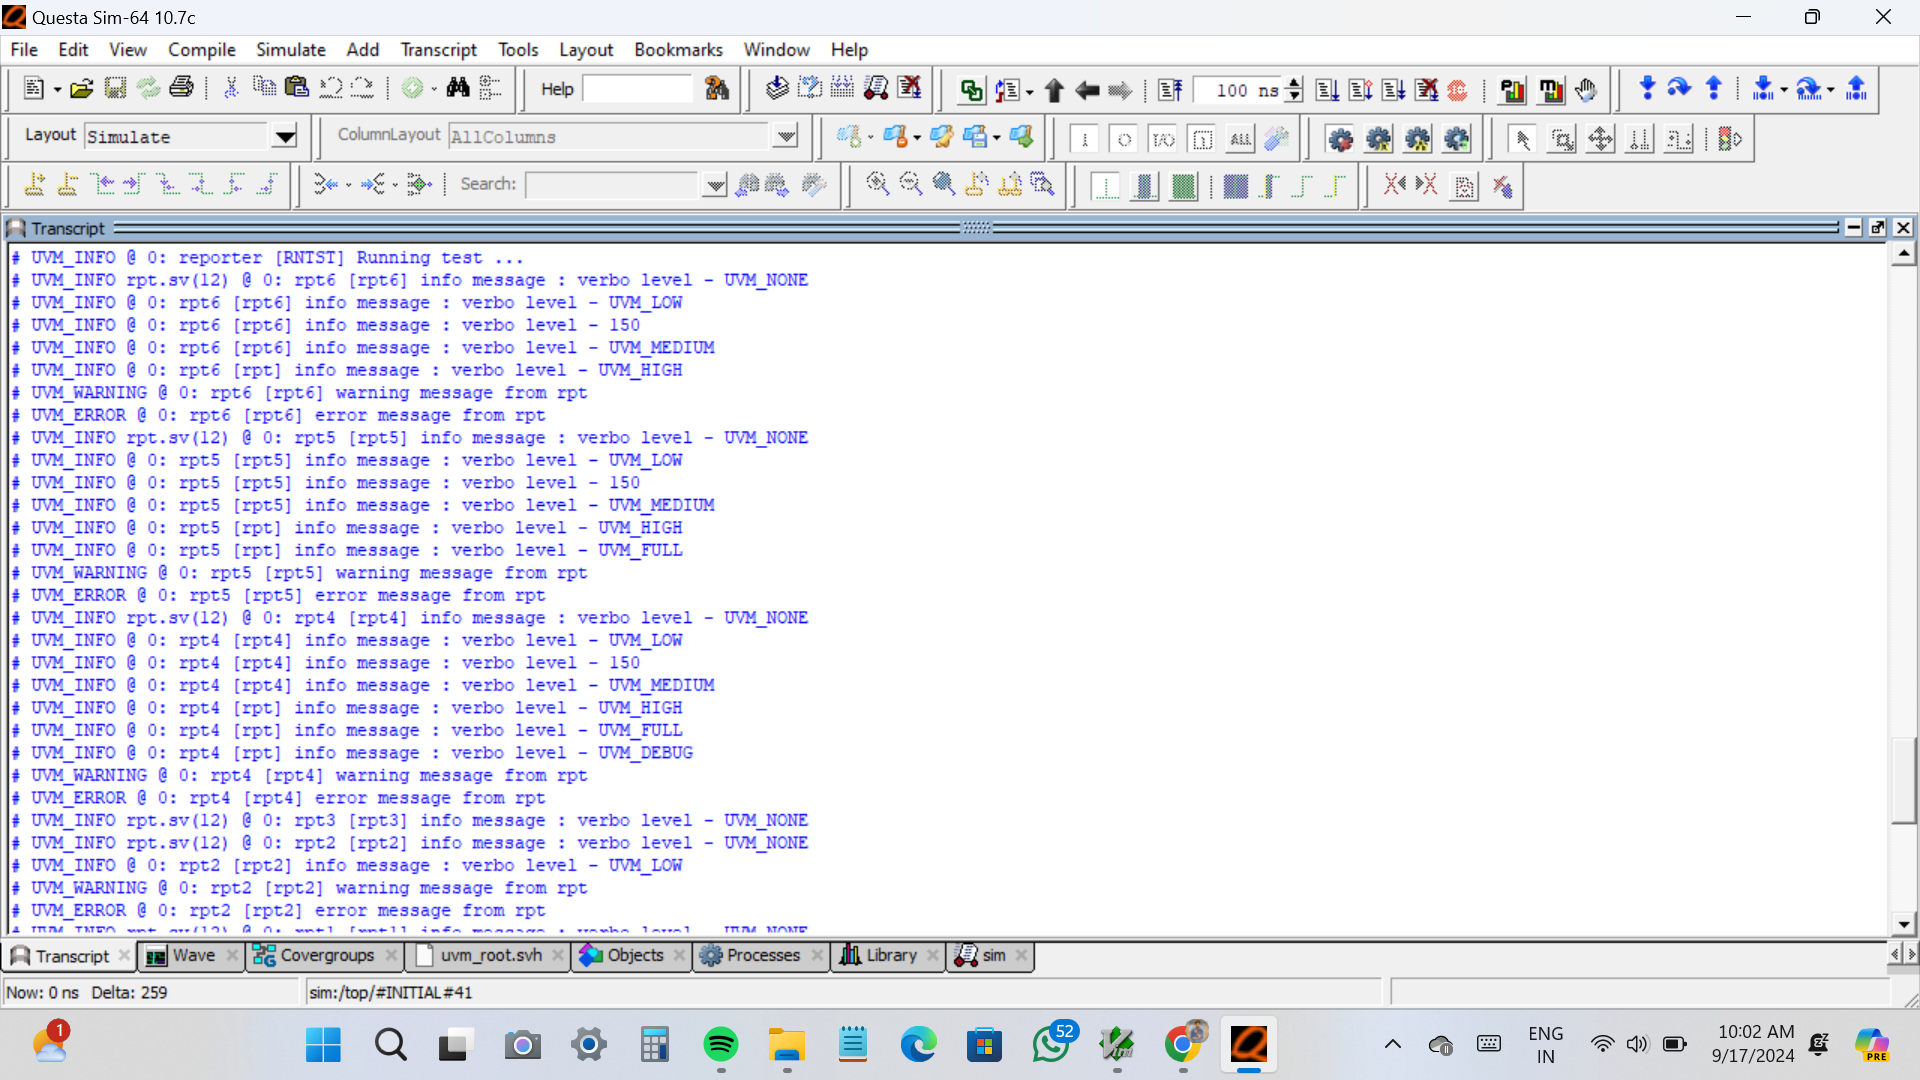 Questa Sim-64 10.7c
File Edit View Compile Simulate Add Transcript Tools Layout Bookmarks Window Help
Help
100 ns
Layout Simulate
ColumnLayout AllColumns
ALL
Search:
Transcript
# UVM_INFO @ 0: reporter [RNTST] Running test ...
# UVM_INFO rpt.sv(12) @ 0: rpt6 [rpt6] info message : verbo level - UVM_NONE
# UVM_INFO @ 0: rpt6 [rpt6] info message : verbo level - UVM_LOW
# UVM_INFO @ 0: rpt6 [rpt6] info message : verbo level - 150
# UVM_INFO @ 0: rpt6 [rpt6] info message : verbo level - UVM_MEDIUM
# UVM_INFO @ 0: rpt6 [rpt] info message : verbo level - UVM_HIGH
# UVM_WARNING @ 0: rpt6 [rpt6] warning message from rpt
# UVM_ERROR @ 0: rpt6 [rpt6] error message from rpt
# UVM_INFO rpt.sv(12) @ 0: rpt5 [rpt5] info message : verbo level - UVM_NONE
# UVM_INFO @ 0: rpt5 [rpt5] info message : verbo level - UVM_LOW
# UVM_INFO @ 0: rpt5 [rpt5] info message : verbo level - 150
# UVM_INFO @ 0: rpt5 [rpt5] info message : verbo level - UVM_MEDIUM
# UVM_INFO @ 0: rpt5 [rpt] info message : verbo level - UVM_HIGH
# UVM_INFO @ 0: rpt5 [rpt] info message : verbo level - UVM_FULL
# UVM_WARNING @ 0: rpt5 [rpt5] warning message from rpt
# UVM_ERROR @ 0: rpt5 [rpt5] error message from rpt
# UVM_INFO rpt.sv(12) @ 0: rpt4 [rpt4] info message : verbo level - UVM_NONE
# UVM_INFO @ 0: rpt4 [rpt4] info message : verbo level - UVM_LOW
# UVM_INFO @ 0: rpt4 [rpt4] info message : verbo level - 150
# UVM_INFO @ 0: rpt4 [rpt4] info message : verbo level - UVM_MEDIUM
# UVM_INFO @ 0: rpt4 [rpt] info message : verbo level - UVM_HIGH
# UVM_INFO @ 0: rpt4 [rpt] info message : verbo level - UVM_FULL
# UVM_INFO @ 0: rpt4 [rpt] info message : verbo level - UVM_DEBUG
# UVM_WARNING @ 0: rpt4 [rpt4] warning message from rpt
# UVM_ERROR @ 0: rpt4 [rpt4] error message from rpt
# UVM_INFO rpt.sv(12) @ 0: rpt3 [rpt3] info message : verbo level - UVM_NONE
# UVM_INFO rpt.sv(12) @ 0: rpt2 [rpt2] info message : verbo level - UVM_NONE
# UVM_INFO @ 0: rpt2 [rpt2] info message : verbo level - UVM_LOW
# UVM_WARNING @ 0: rpt2 [rpt2] warning message from rpt
# UVM_ERROR @ 0: rpt2 [rpt2] error message from rpt
# UVM_INFO rpt.sv(12) @ 0: rpt1 [rpt1] info message : verbo level - UVM_NONE
Transcript Wave Covergroups uvm_root.svh Objects Processes Library sim
Now: 0 ns Delta: 259 sim:/top/#INITIAL#41
1
52
ENG
IN
10:02 AM
9/17/2024
PRE